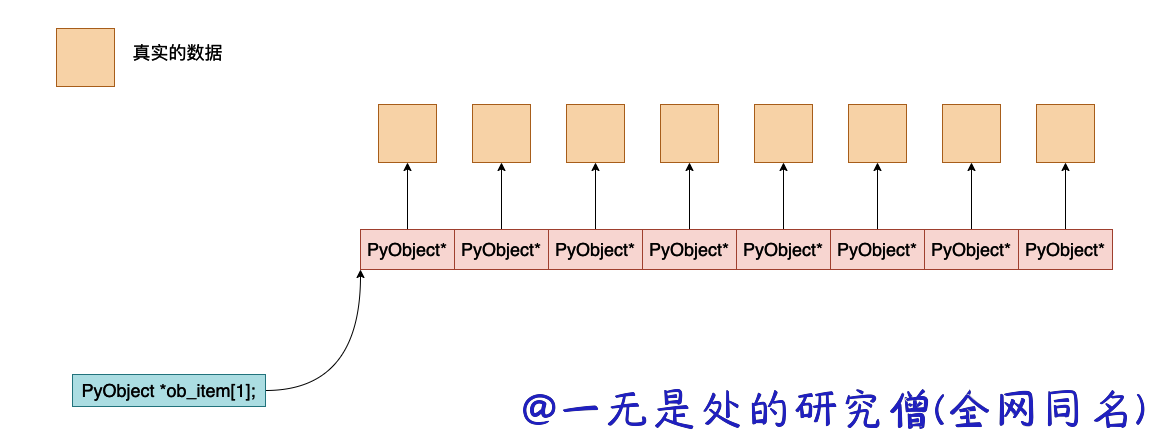 真实的数据
PyObject* PyObject* PyObject* PyObject* PyObject* PyObject* PyObject* PyObject*
PyObject *ob_item[1];
@一无是处的研究僧(全网同名)